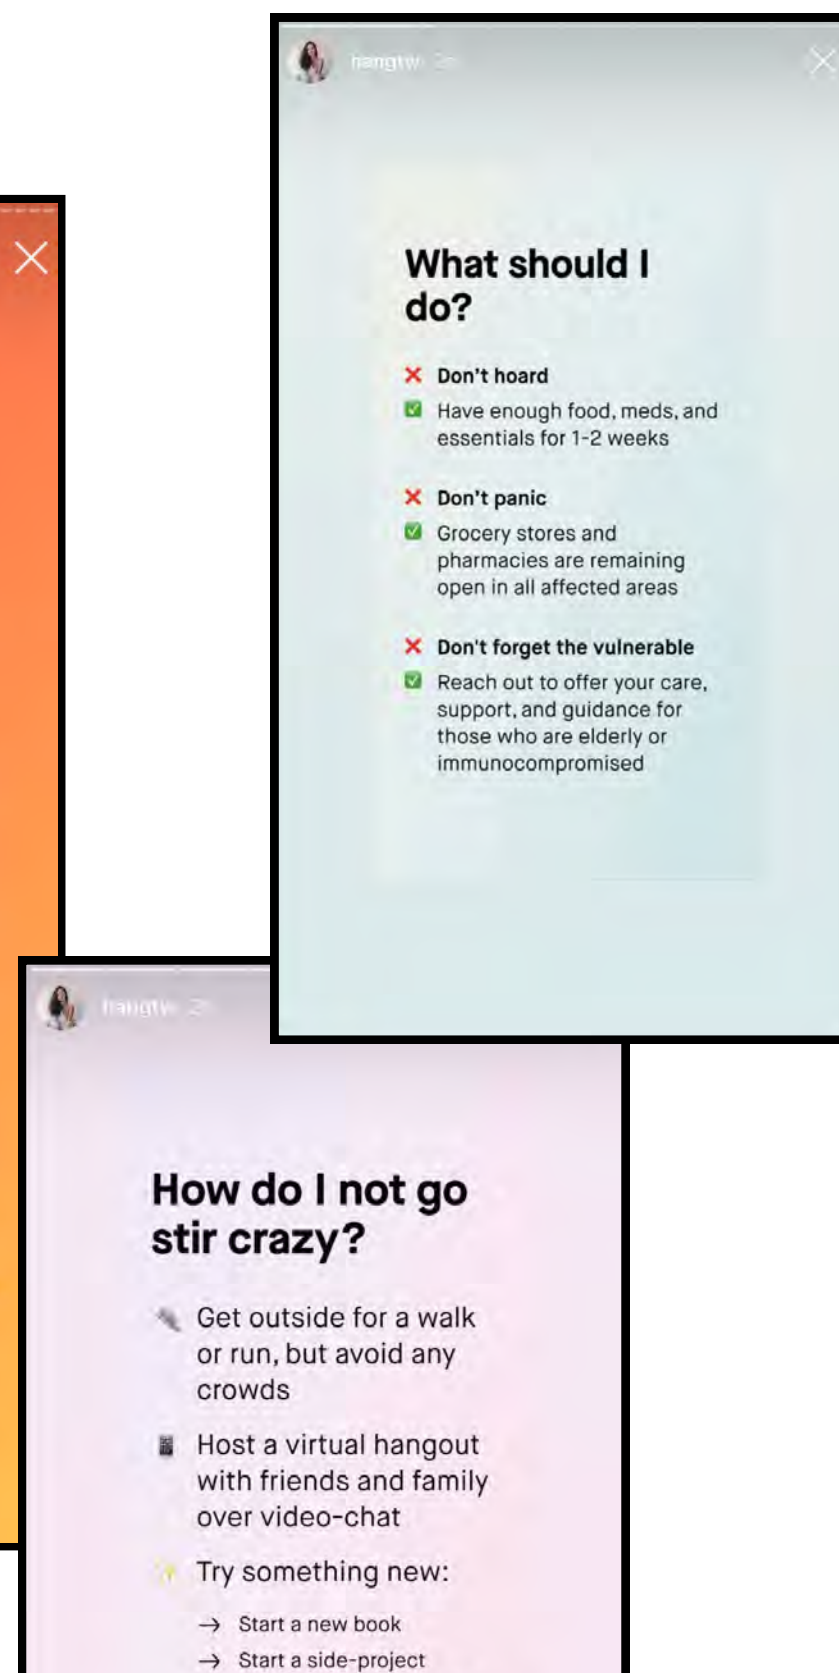 hangtw 2m
What should I
do?
❌ Don't hoard
✅ Have enough food, meds, and
essentials for 1-2 weeks
❌ Don't panic
✅ Grocery stores and
pharmacies are remaining
open in all affected areas
❌ Don't forget the vulnerable
✅ Reach out to offer your care,
support, and guidance for
those who are elderly or
immunocompromised
hangtw
How do I not go
stir crazy?
Get outside for a walk
or run, but avoid any
crowds
Host a virtual hangout
with friends and family
over video-chat
Try something new:
→ Start a new book
→ Start a side-project